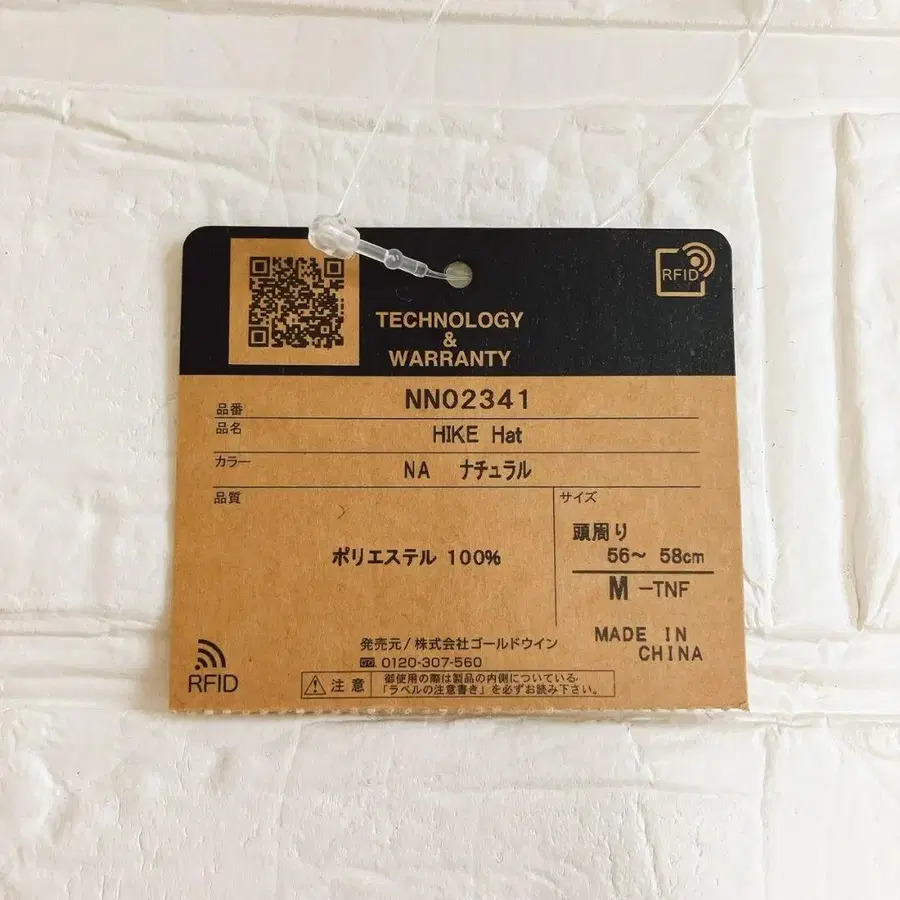 RFID
TECHNOLOGY
&
WARRANTY
品番 NN02341
品名 HIKE Hat
カラー NA ナチュラル
品質
ポリエステル 100%
サイズ
頭周り
56～ 58cm
M -TNF
MADE IN
CHINA
発売元/株式会社ゴールドウイン
0120-307-560
RFID
注意
御使用の際は製品の内側についている
「ラベルの注意書き」を必ずお読み下さい。